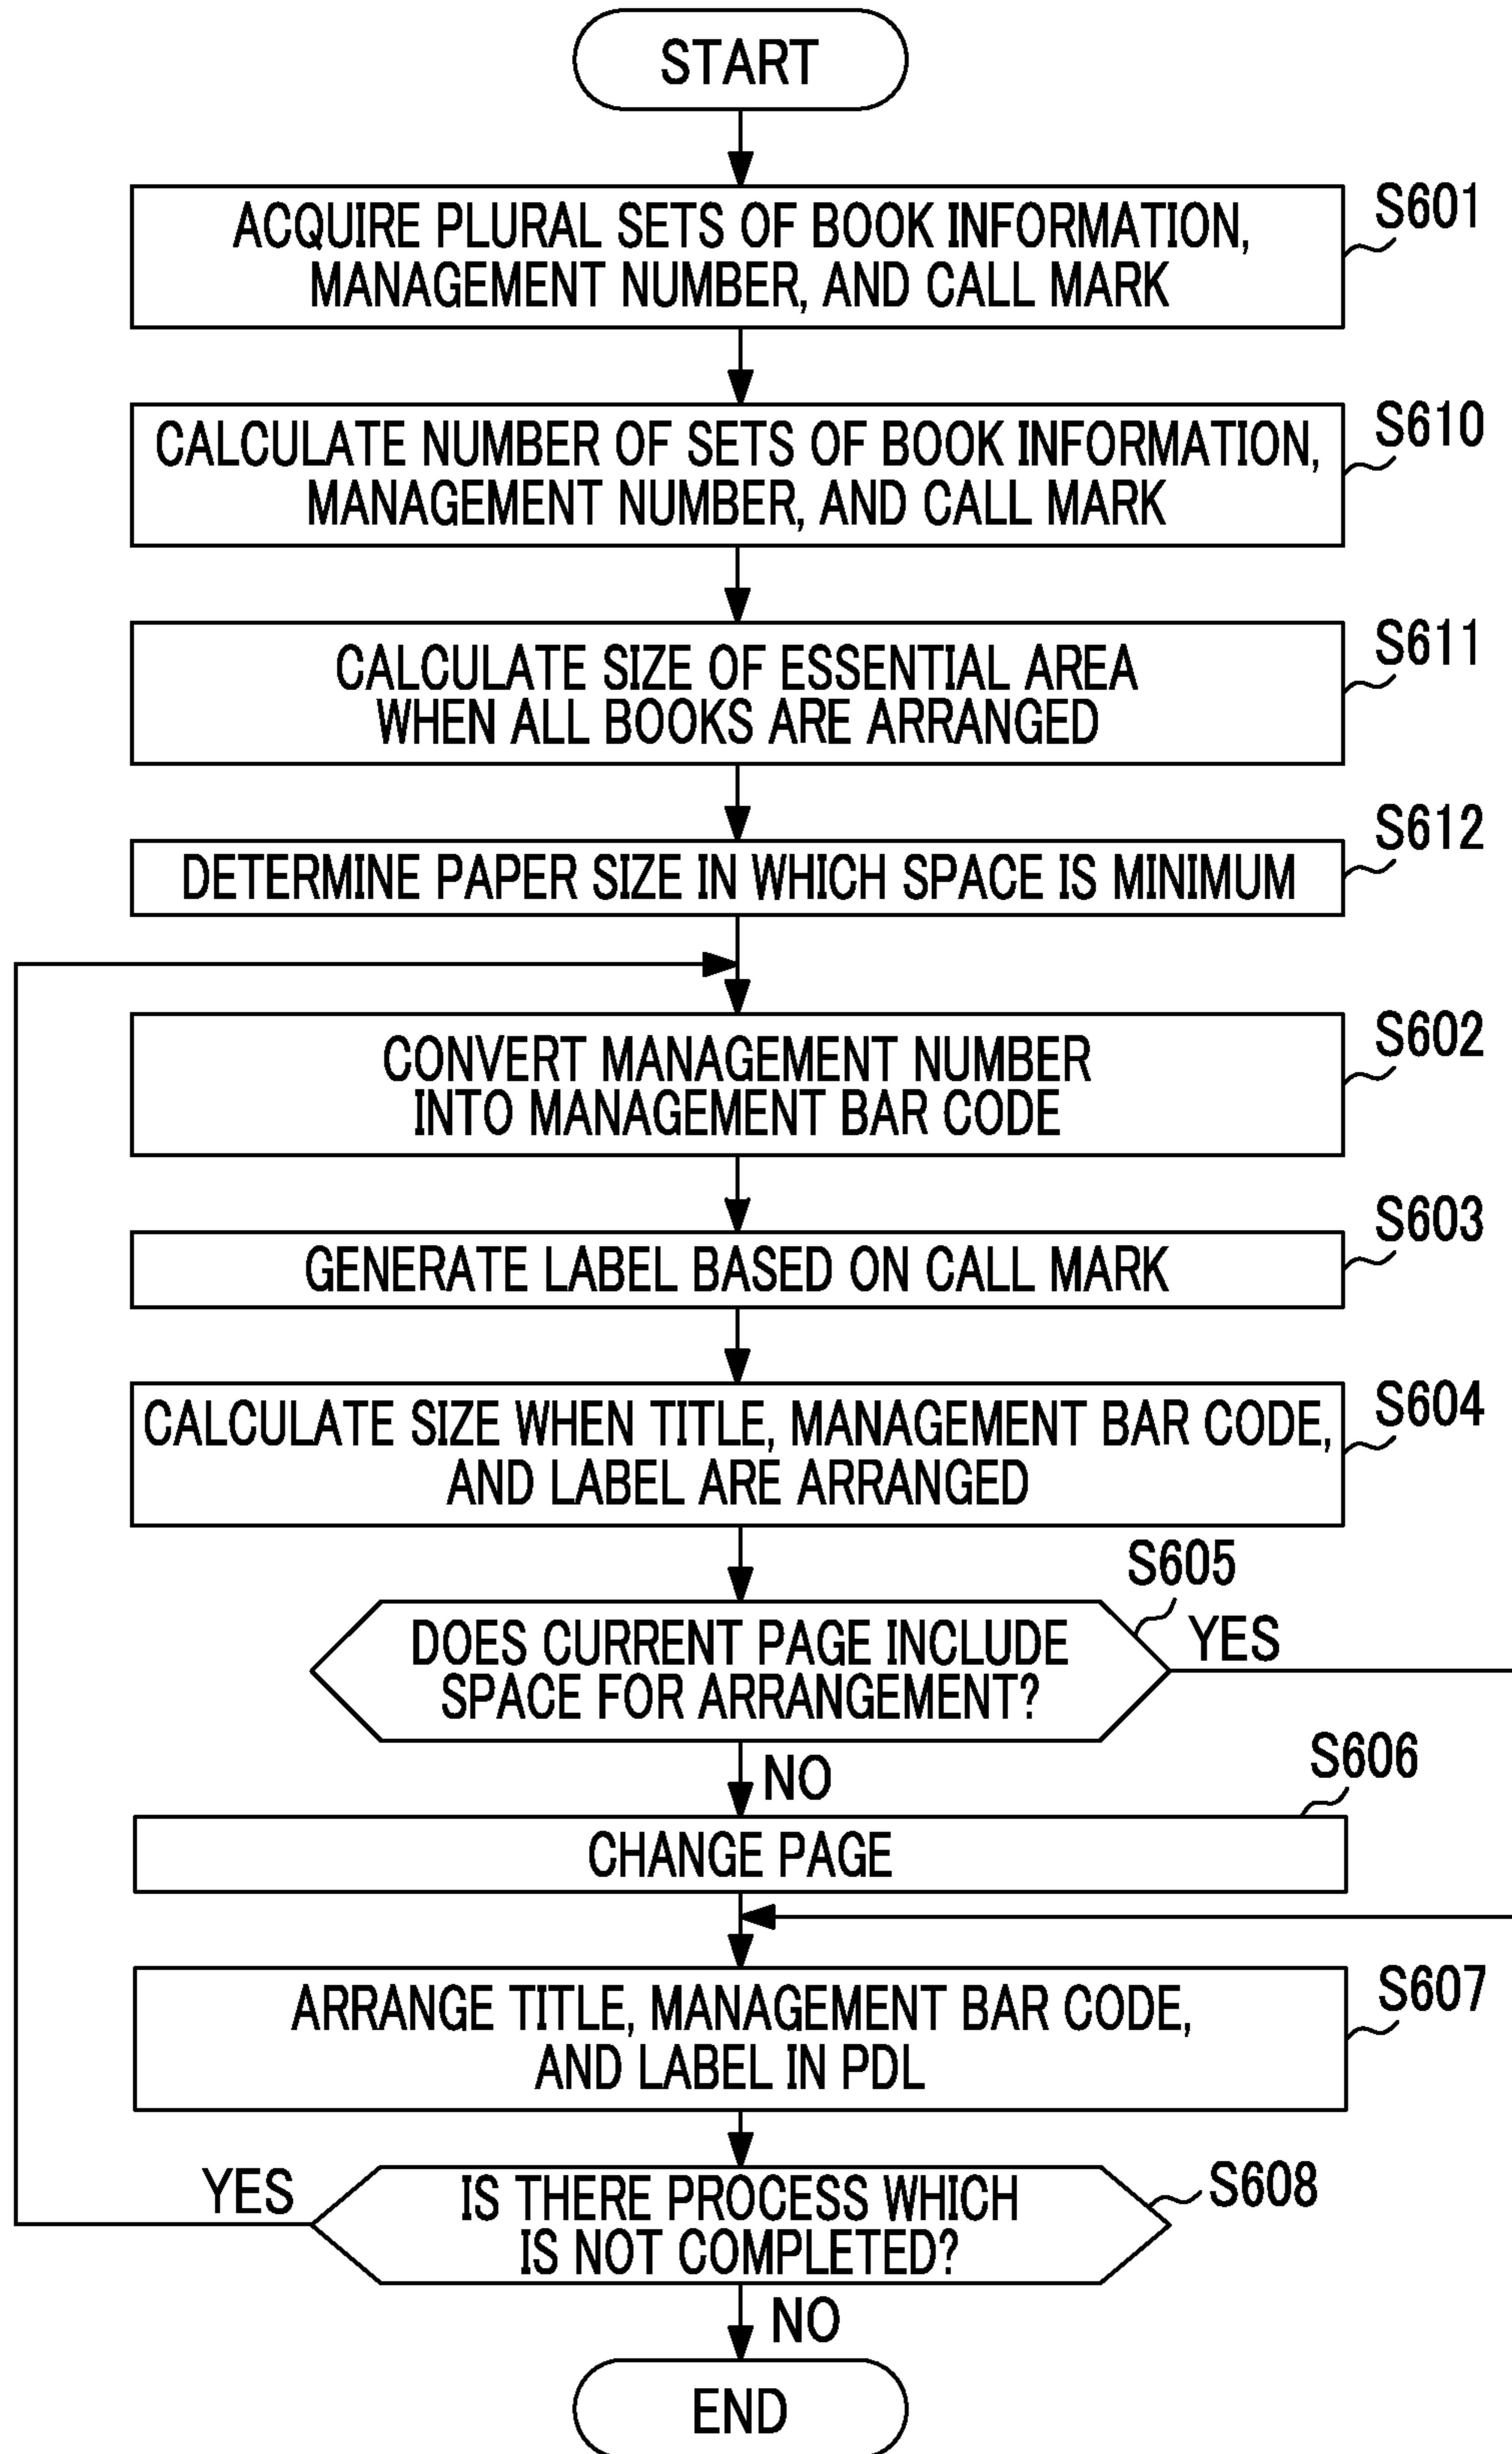 START
ACQUIRE PLURAL SETS OF BOOK INFORMATION,
MANAGEMENT NUMBER, AND CALL MARK
S601
CALCULATE NUMBER OF SETS OF BOOK INFORMATION,
MANAGEMENT NUMBER, AND CALL MARK
S610
CALCULATE SIZE OF ESSENTIAL AREA
WHEN ALL BOOKS ARE ARRANGED
S611
DETERMINE PAPER SIZE IN WHICH SPACE IS MINIMUM
S612
CONVERT MANAGEMENT NUMBER
INTO MANAGEMENT BAR CODE
S602
GENERATE LABEL BASED ON CALL MARK
S603
CALCULATE SIZE WHEN TITLE, MANAGEMENT BAR CODE,
AND LABEL ARE ARRANGED
S604
DOES CURRENT PAGE INCLUDE
SPACE FOR ARRANGEMENT?
S605
YES
NO
CHANGE PAGE
S606
ARRANGE TITLE, MANAGEMENT BAR CODE,
AND LABEL IN PDL
S607
YES
IS THERE PROCESS WHICH
IS NOT COMPLETED?
S608
NO
END